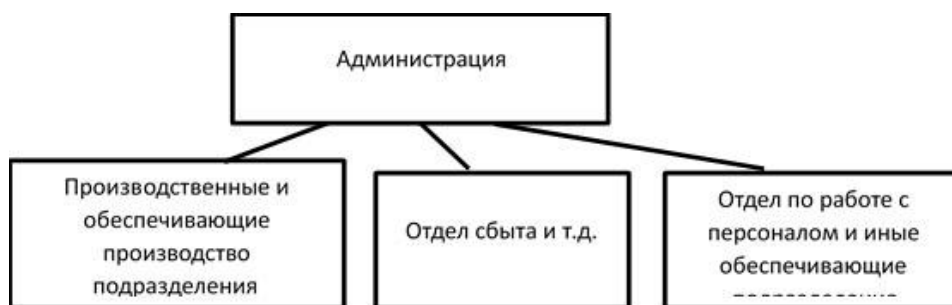 Администрация
Производственные и
обеспечивающие
производство
подразделения
Отдел сбыта и т.д.
Отдел по работе с
персоналом и иные
обеспечивающие